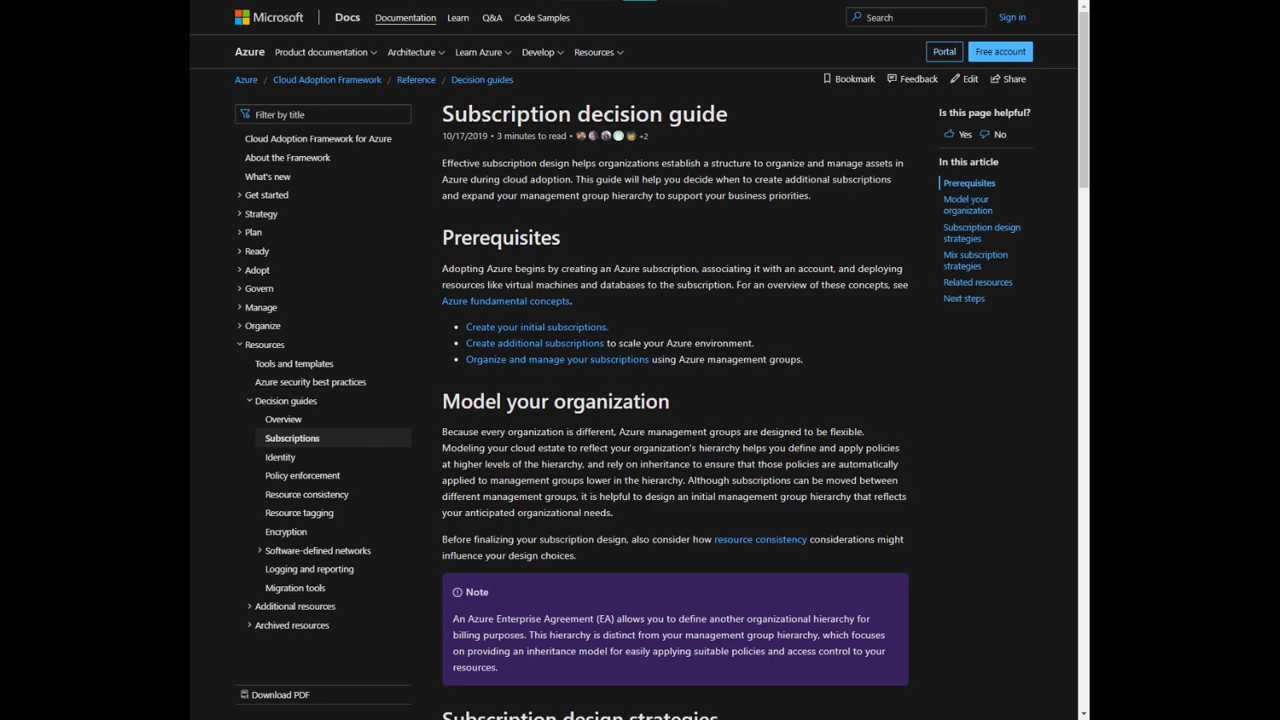 Microsoft
Docs
Documentation
Learn
Q&A
Code Samples
Search
Sign in
Azure
Product documentation
Architecture
Learn Azure
Develop
Resources
Portal
Free account
Azure / Cloud Adoption Framework / Reference / Decision guides
Bookmark
Feedback
Edit
Share
Filter by title
Cloud Adoption Framework for Azure
About the Framework
What's new
Get started
Strategy
Plan
Ready
Adopt
Govern
Manage
Organize
Resources
Tools and templates
Azure security best practices
Decision guides
Overview
Subscriptions
Identity
Policy enforcement
Resource consistency
Resource tagging
Encryption
Software-defined networks
Logging and reporting
Migration tools
Additional resources
Archived resources
Download PDF
Subscription decision guide
10/17/2019 • 3 minutes to read • +2
Effective subscription design helps organizations establish a structure to organize and manage assets in
Azure during cloud adoption. This guide will help you decide when to create additional subscriptions
and expand your management group hierarchy to support your business priorities.
Prerequisites
Adopting Azure begins by creating an Azure subscription, associating it with an account, and deploying
resources like virtual machines and databases to the subscription. For an overview of these concepts, see
Azure fundamental concepts.
• Create your initial subscriptions.
• Create additional subscriptions to scale your Azure environment.
• Organize and manage your subscriptions using Azure management groups.
Model your organization
Because every organization is different, Azure management groups are designed to be flexible.
Modeling your cloud estate to reflect your organization's hierarchy helps you define and apply policies
at higher levels of the hierarchy, and rely on inheritance to ensure that those policies are automatically
applied to management groups lower in the hierarchy. Although subscriptions can be moved between
different management groups, it is helpful to design an initial management group hierarchy that reflects
your anticipated organizational needs.
Before finalizing your subscription design, also consider how resource consistency considerations might
influence your design choices.
Note
An Azure Enterprise Agreement (EA) allows you to define another organizational hierarchy for
billing purposes. This hierarchy is distinct from your management group hierarchy, which focuses
on providing an inheritance model for easily applying suitable policies and access control to your
resources.
Subscription design strategies
Is this page helpful?
Yes
No
In this article
Prerequisites
Model your
organization
Subscription design
strategies
Mix subscription
strategies
Related resources
Next steps